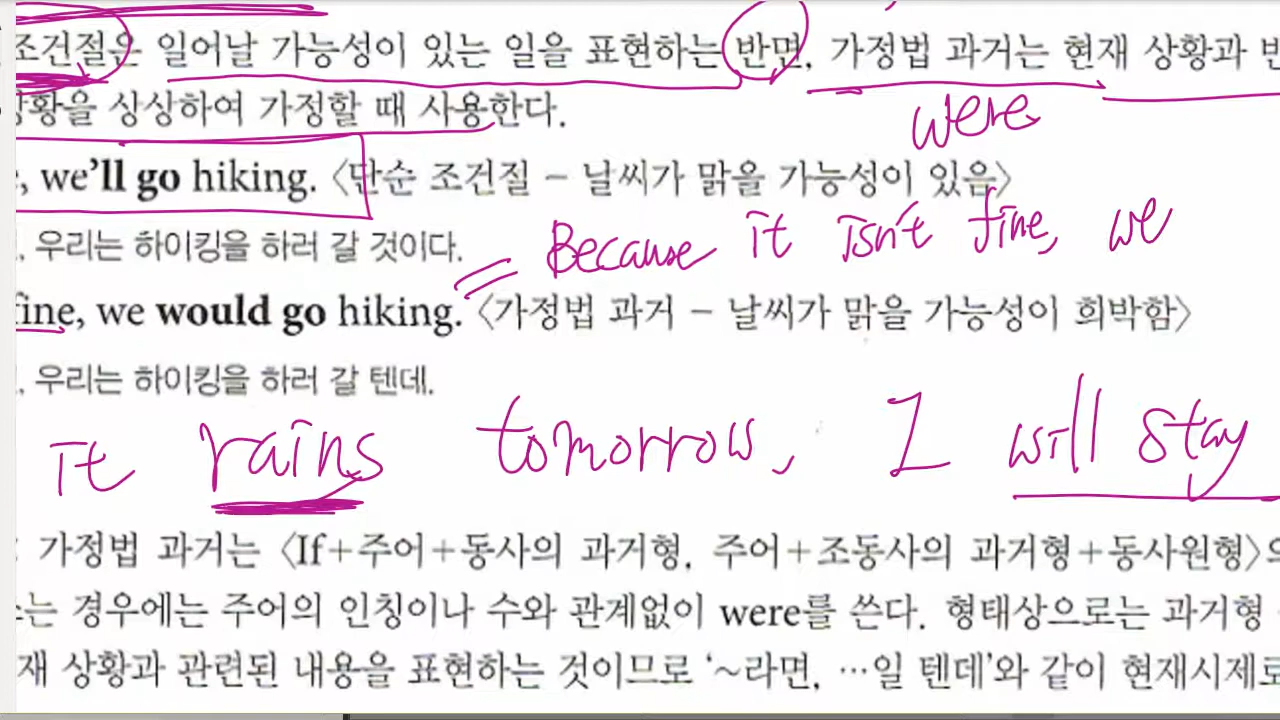 조건절은 일어날 가능성이 있는 일을 표현하는 반면, 가정법 과거는 현재 상황과 반
상황을 상상하여 가정할 때 사용한다.
were
, we'll go hiking. 〈단순 조건절 – 날씨가 맑을 가능성이 있음〉
, 우리는 하이킹을 하러 갈 것이다.
Because it isn't fine, we
fine, we would go hiking. 〈가정법 과거 – 날씨가 맑을 가능성이 희박함〉
, 우리는 하이킹을 하러 갈 텐데.
it rains tomorrow, I will stay
: 가정법 과거는 〈If+주어+동사의 과거형, 주어+조동사의 과거형+동사원형〉으
는 경우에는 주어의 인칭이나 수와 관계없이 were를 쓴다. 형태상으로는 과거형
재 상황과 관련된 내용을 표현하는 것이므로 '~라면, …일 텐데'와 같이 현재시제로